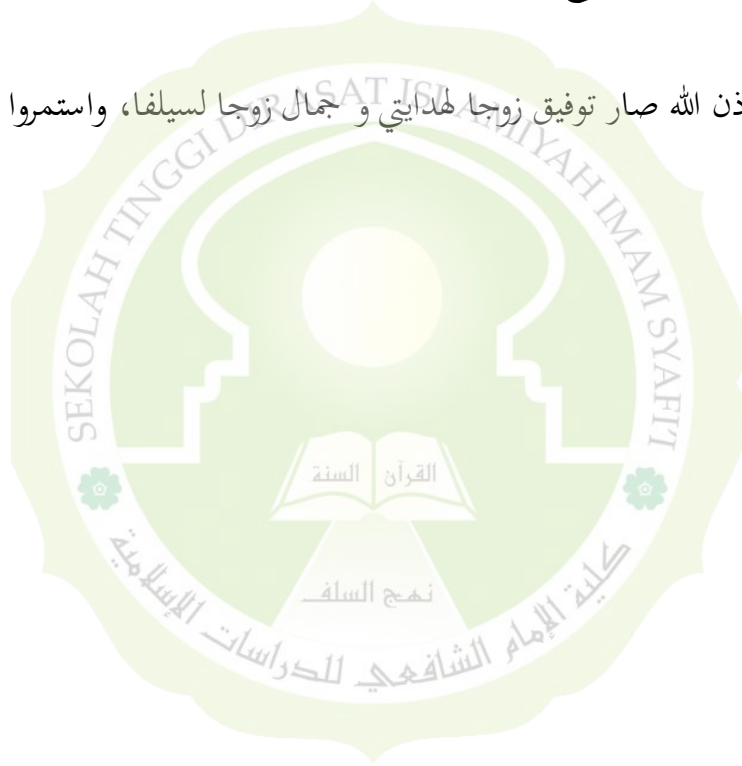 ذن الله صار توفيق زوجا لهدايتي و جمال زوجا لسيلفا، واستمروا
SEKOLAH TINGGI DIRASAT ISLAMIYAH IMAM SYAFI'I
القرآن السنة
نهج السلف
كلية الإمام الشافعي للدراسات الإسلامية